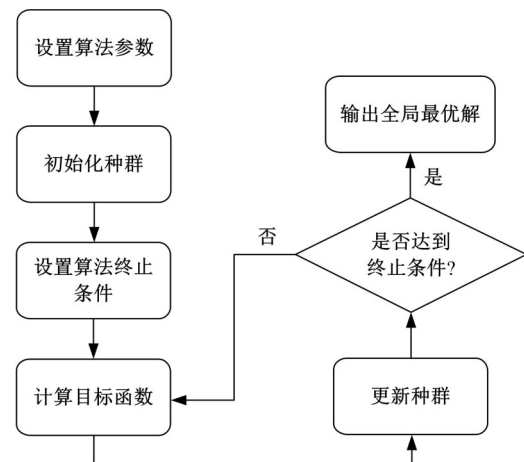 设置算法参数
初始化种群
设置算法终止
条件
计算目标函数
输出全局最优解
是
否
是否达到
终止条件?
更新种群